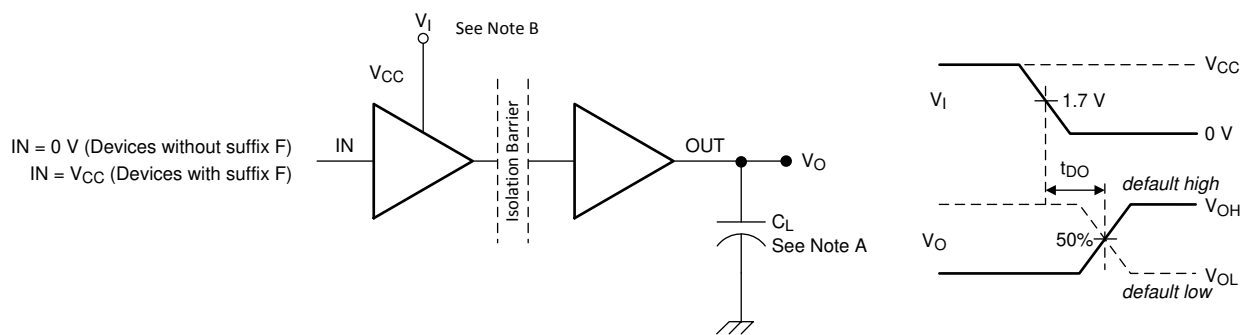 V_I
See Note B
V_CC
IN = 0 V (Devices without suffix F)
IN = V_CC (Devices with suffix F)
IN
Isolation Barrier
OUT
V_O
C_L
See Note A
V_CC
V_I
1.7 V
0 V
t_DO
default high
V_OH
V_O
50%
V_OL
default low